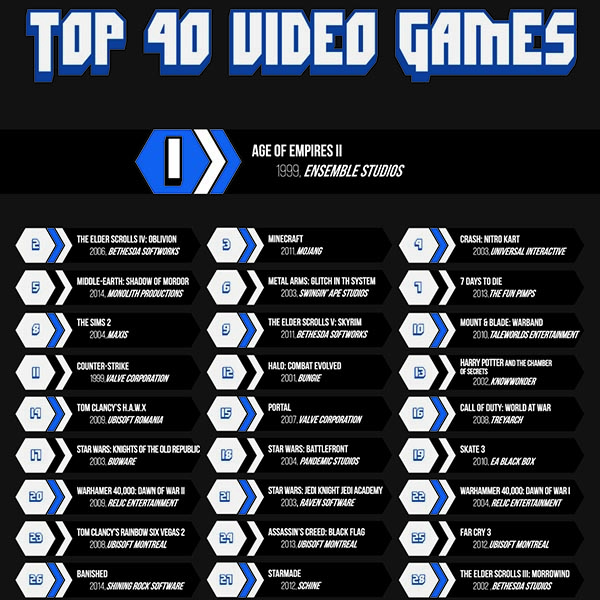 TOP 40 VIDEO GAMES
1
AGE OF EMPIRES II
1999, ENSEMBLE STUDIOS
2
THE ELDER SCROLLS IV: OBLIVION
2006, BETHESDA SOFTWORKS
3
MINECRAFT
2011, MOJANG
4
CRASH: NITRO KART
2003, UNIVERSAL INTERACTIVE
5
MIDDLE-EARTH: SHADOW OF MORDOR
2014, MONOLITH PRODUCTIONS
6
METAL ARMS: GLITCH IN TH SYSTEM
2003, SWINGIN' APE STUDIOS
7
7 DAYS TO DIE
2013, THE FUN PIMPS
8
THE SIMS 2
2004, MAXIS
9
THE ELDER SCROLLS V: SKYRIM
2011, BETHESDA SOFTWORKS
10
MOUNT & BLADE: WARBAND
2010, TALEWORLDS ENTERTAINMENT
11
COUNTER-STRIKE
1999, VALVE CORPORATION
12
HALO: COMBAT EVOLVED
2001, BUNGIE
13
HARRY POTTER AND THE CHAMBER
OF SECRETS
2002, KNOWWONDER
14
TOM CLANCY'S H.A.W.X
2009, UBISOFT ROMANIA
15
PORTAL
2007, VALVE CORPORATION
16
CALL OF DUTY: WORLD AT WAR
2008, TREYARCH
17
STAR WARS: KNIGHTS OF THE OLD REPUBLIC
2003, BIOWARE
18
STAR WARS: BATTLEFRONT
2004, PANDEMIC STUDIOS
19
SKATE 3
2010, EA BLACK BOX
20
WARHAMER 40,000: DAWN OF WAR II
2009, RELIC ENTERTAINMENT
21
STAR WARS: JEDI KNIGHT JEDI ACADEMY
2003, RAVEN SOFTWARE
22
WARHAMMER 40,000: DAWN OF WAR I
2004, RELIC ENTERTAINMENT
23
TOM CLANCY'S RAINBOW SIX VEGAS 2
2008, UBISOFT MONTREAL
24
ASSASSIN'S CREED: BLACK FLAG
2013, UBISOFT MONTREAL
25
FAR CRY 3
2012, UBISOFT MONTREAL
26
BANISHED
2014, SHINING ROCK SOFTWARE
27
STARMADE
2012, SCHINE
28
THE ELDER SCROLLS III: MORROWIND
2002, BETHESDA STUDIOS